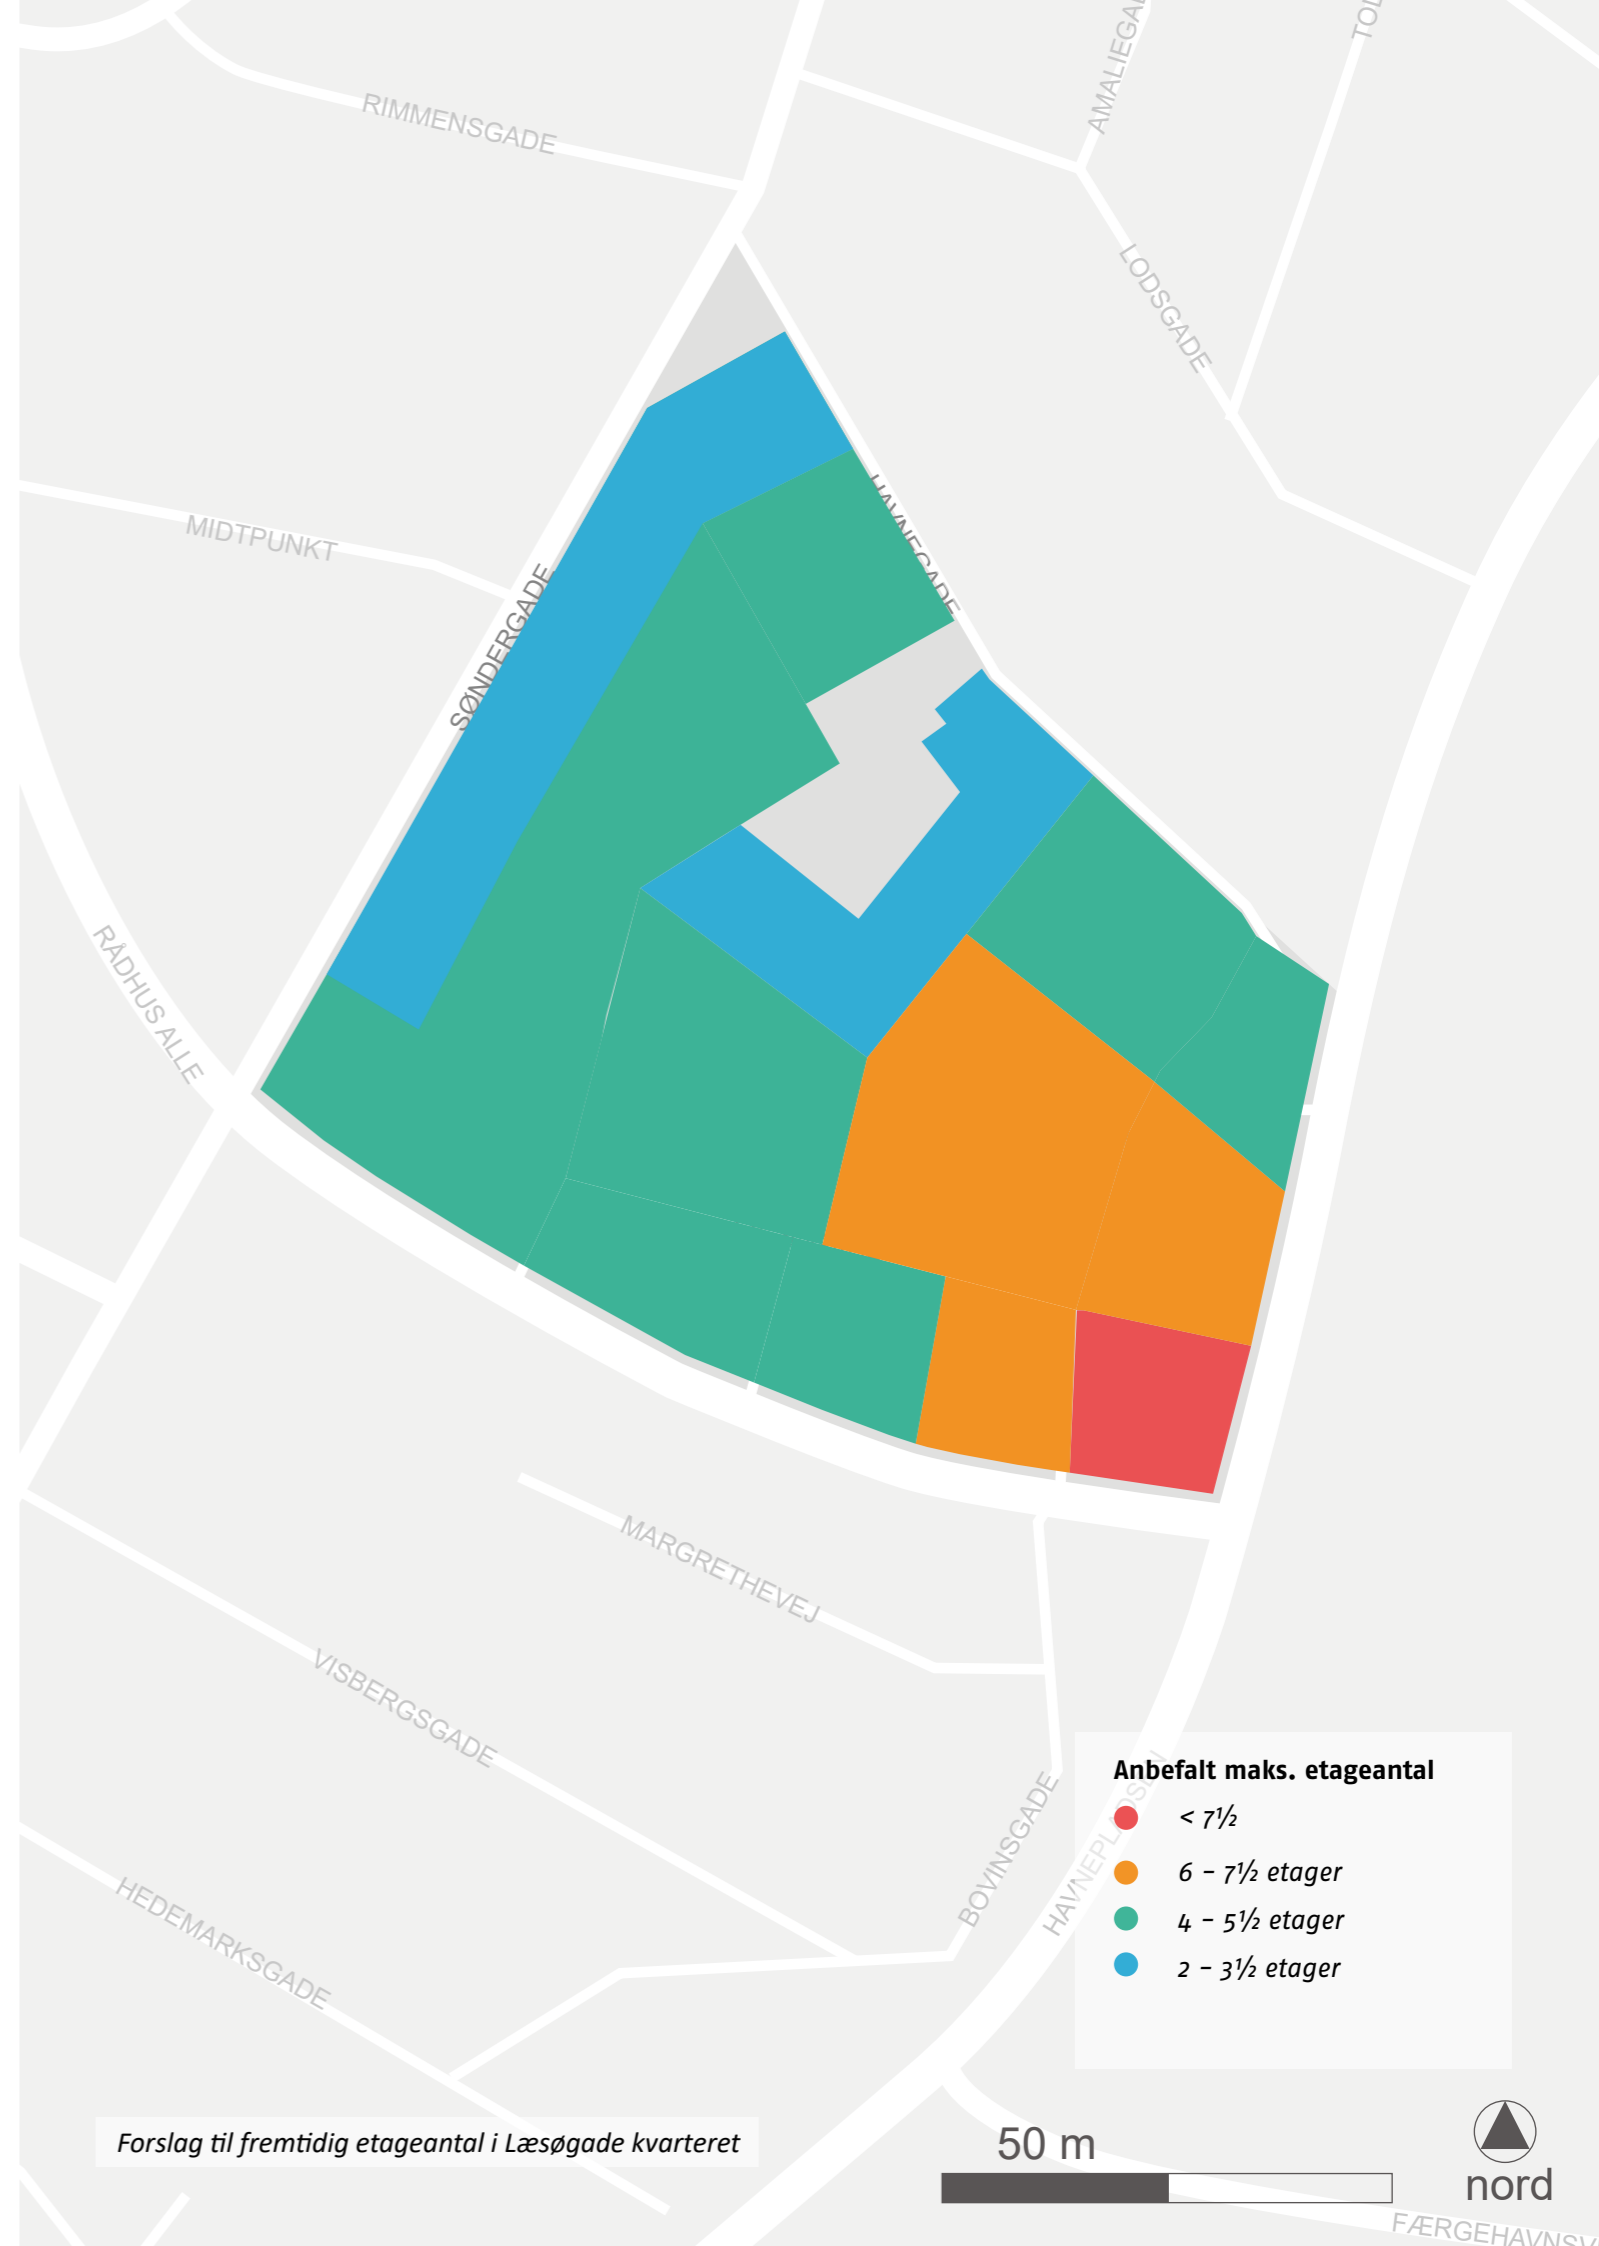 RIMMENSGADE
LODSGADE
MIDTPUNKT
SØNDERGADE
HAVNEGADE
RÅDHUS ALLE
MARGRETHEVEJ
VISBERGSGADE
BOVINSGADE
HAVNEPLADSEN
HEDEMARKSGADE
Anbefalt maks. etageantal
< 7½
6 – 7½ etager
4 – 5½ etager
2 – 3½ etager
Forslag til fremtidig etageantal i Læsøgade kvarteret
50 m
nord